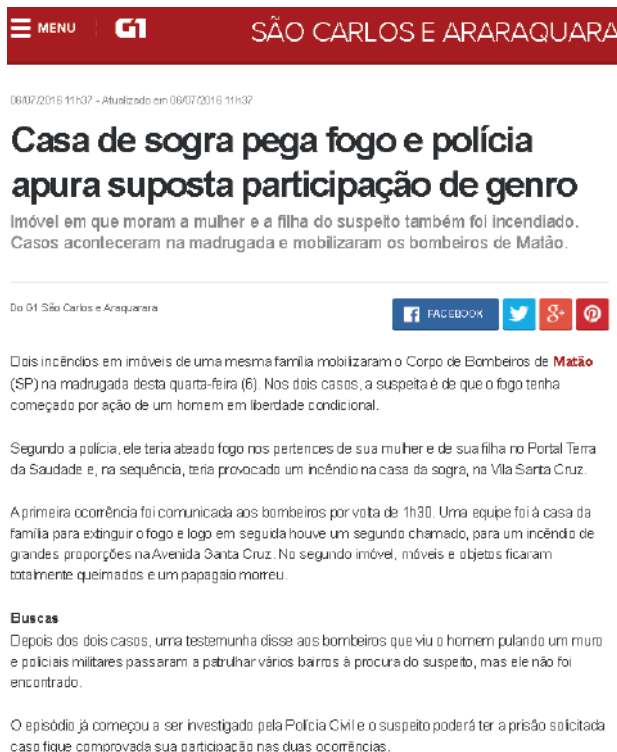 MENU G1 SÃO CARLOS E ARARAQUARA
06/07/2016 11h37 - Atualizado em 06/07/2016 11h37
Casa de sogra pega fogo e polícia
apura suposta participação de genro
Imóvel em que moram a mulher e a filha do suspeito também foi incendiado.
Casos aconteceram na madrugada e mobilizaram os bombeiros de Matão.
Do G1 São Carlos e Araraquara
FACEBOOK
Dois incêndios em imóveis de uma mesma família mobilizaram o Corpo de Bombeiros de Matão
(SP) na madrugada desta quarta-feira (6). Nos dois casos, a suspeita é de que o fogo tenha
começado por ação de um homem em liberdade condicional.
Segundo a polícia, ele teria ateado fogo nos pertences de sua mulher e de sua filha no Portal Terra
da Saudade e, na sequência, teria provocado um incêndio na casa da sogra, na Vila Santa Cruz.
A primeira ocorrência foi comunicada aos bombeiros por volta de 1h30. Uma equipe foi à casa da
família para extinguir o fogo e logo em seguida houve um segundo chamado, para um incêndio de
grandes proporções na Avenida Santa Cruz. No segundo imóvel, móveis e objetos ficaram
totalmente queimados e um papagaio morreu.
Buscas
Depois dos dois casos, uma testemunha disse aos bombeiros que viu o homem pulando um muro
e policiais militares passaram a patrulhar vários bairros à procura do suspeito, mas ele não foi
encontrado.
O episódio já começou a ser investigado pela Polícia Civil e o suspeito poderá ter a prisão solicitada
caso fique comprovada sua participação nas duas ocorrências.